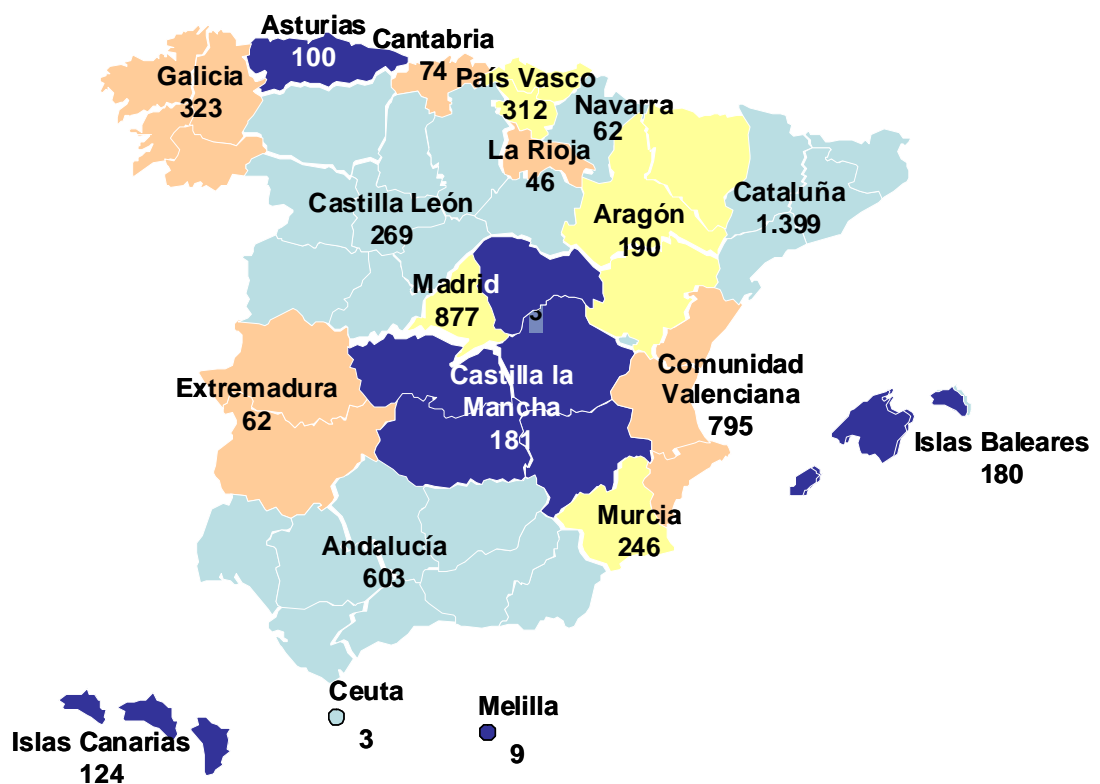 Asturias
100
Cantabria
74
Galicia
323
País Vasco
312
Navarra
62
La Rioja
46
Cataluña
1.399
Castilla León
269
Aragón
190
Madrid
877
Comunidad
Valenciana
795
Castilla la
Mancha
181
Extremadura
62
Islas Baleares
180
Murcia
246
Andalucía
603
Ceuta
3
Melilla
9
Islas Canarias
124